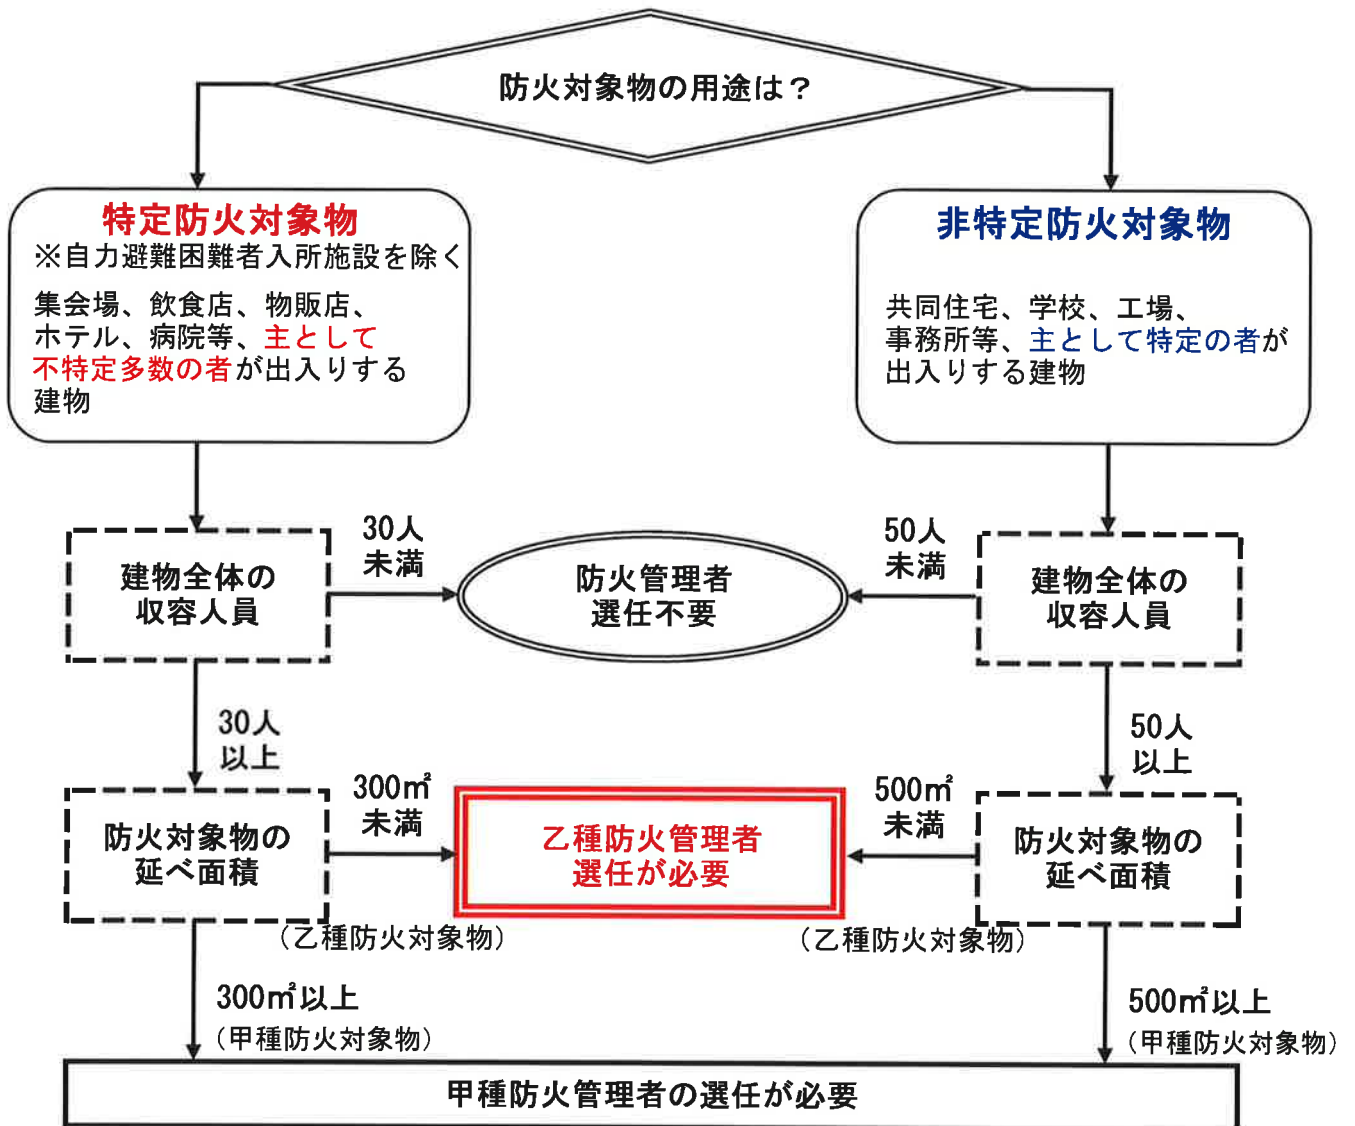 防火対象物の用途は？
特定防火対象物
※自力避難困難者入所施設を除く
集会場、飲食店、物販店、
ホテル、病院等、主として
不特定多数の者が出入りする
建物
非特定防火対象物
共同住宅、学校、工場、
事務所等、主として特定の者が
出入りする建物
建物全体の
収容人員
30人
未満
防火管理者
選任不要
50人
未満
建物全体の
収容人員
30人
以上
50人
以上
防火対象物の
延べ面積
300㎡
未満
乙種防火管理者
選任が必要
500㎡
未満
防火対象物の
延べ面積
（乙種防火対象物）
（乙種防火対象物）
300㎡以上
（甲種防火対象物）
500㎡以上
（甲種防火対象物）
甲種防火管理者の選任が必要